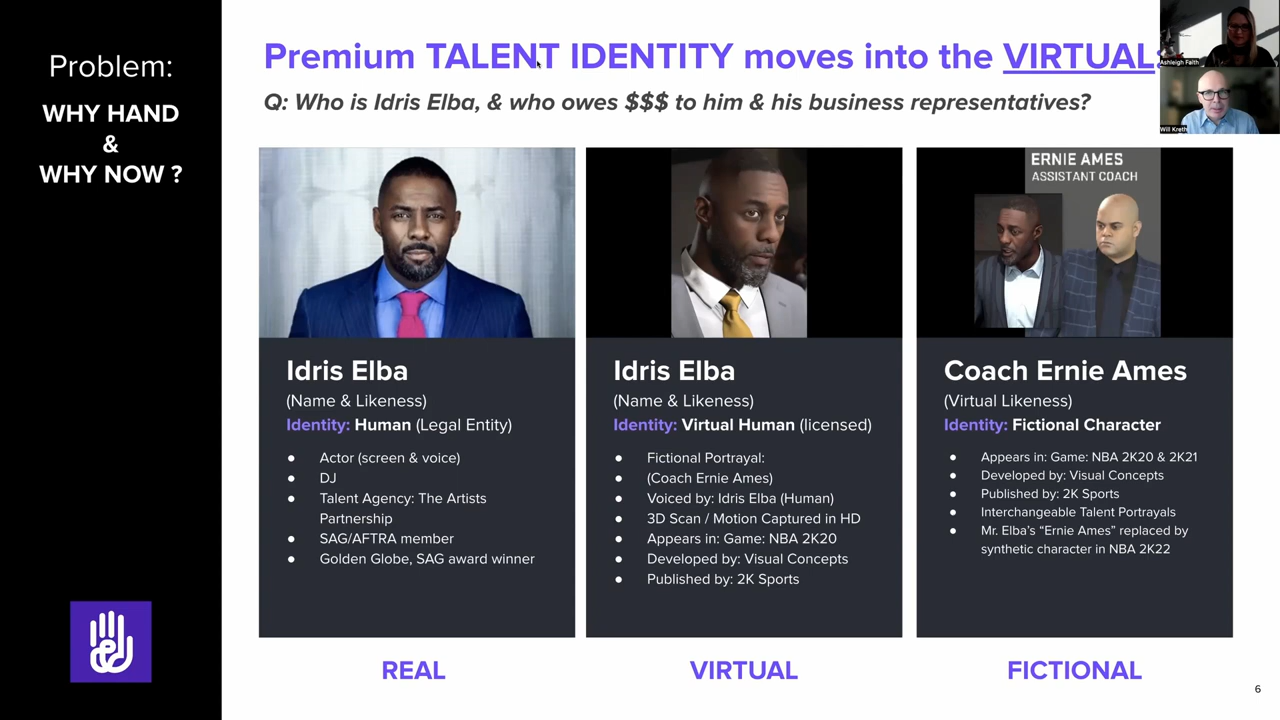 Problem:
WHY HAND
&
WHY NOW ?
Premium TALENT IDENTITY moves into the VIRTUAL
Q: Who is Idris Elba, & who owes $$$ to him & his business representatives?
Ashleigh Faith
Will Kreth
Idris Elba
(Name & Likeness)
Identity: Human (Legal Entity)
● Actor (screen & voice)
● DJ
● Talent Agency: The Artists
Partnership
● SAG/AFTRA member
● Golden Globe, SAG award winner
REAL
Idris Elba
(Name & Likeness)
Identity: Virtual Human (licensed)
● Fictional Portrayal:
● (Coach Ernie Ames)
● Voiced by: Idris Elba (Human)
● 3D Scan / Motion Captured in HD
● Appears in: Game: NBA 2K20
● Developed by: Visual Concepts
● Published by: 2K Sports
VIRTUAL
ERNIE AMES
ASSISTANT COACH
Coach Ernie Ames
(Virtual Likeness)
Identity: Fictional Character
● Appears in: Game: NBA 2K20 & 2K21
● Developed by: Visual Concepts
● Published by: 2K Sports
● Interchangeable Talent Portrayals
● Mr. Elba’s “Ernie Ames” replaced by
synthetic character in NBA 2K22
FICTIONAL
6